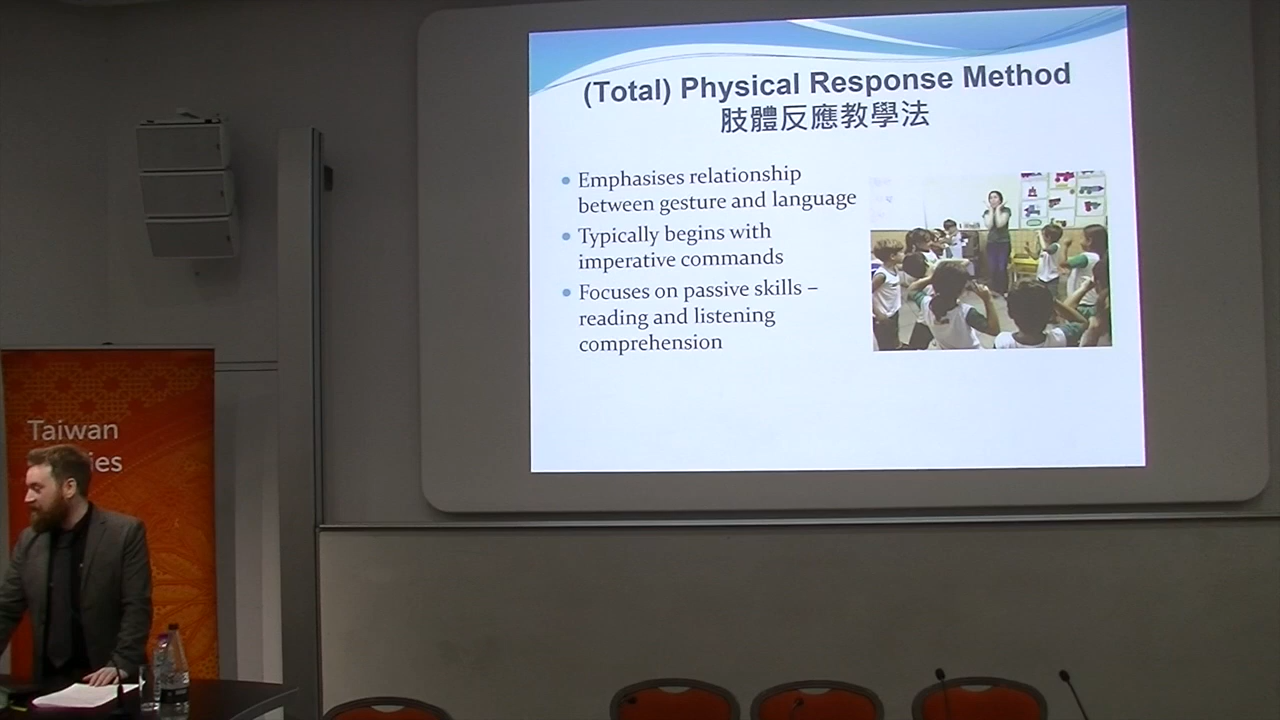 (Total) Physical Response Method
肢體反應教學法
Emphasises relationship
between gesture and language
Typically begins with
imperative commands
Focuses on passive skills –
reading and listening
comprehension
Taiwan